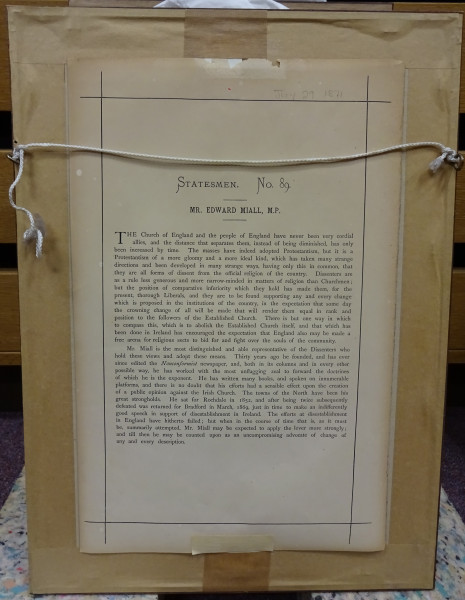 July 29 1871
STATESMEN. No. 89.
MR. EDWARD MIALL, M.P.
THE Church of England and the people of England have never been very cordial
allies, and the distance that separates them, instead of being diminished, has only
been increased by time. The masses have indeed adopted Protestantism, but it is a
Protestantism of a more gloomy and a more ideal kind, which has taken many strange
directions and been developed in many strange ways, having only this in common, that
they are all forms of dissent from the official religion of the country. Dissenters are
as a rule less generous and more narrow-minded in matters of religion than Churchmen;
but the position of comparative inferiority which they hold has made them, for the
present, thorough Liberals, and they are to be found supporting any and every change
which is proposed in the institutions of the country, in the expectation that some day
the crowning change of all will be made that will render them equal in rank and
position to the followers of the Established Church. There is but one way in which
to compass this, which is to abolish the Established Church itself, and that which has
been done in Ireland has encouraged the expectation that England also may be made a
free arena for religious sects to bid for and fight over the souls of the community.
Mr. Miall is the most distinguished and able representative of the Dissenters who
hold these views and adopt these means. Thirty years ago he founded, and has ever
since edited the Nonconformist newspaper, and, both in its columns and in every other
possible way, he has worked with the most unflagging zeal to forward the doctrines
of which he is the exponent. He has written many books, and spoken on innumerable
platforms, and there is no doubt that his efforts had a sensible effect upon the creation
of a public opinion against the Irish Church. The towns of the North have been his
great strongholds. He sat for Rochdale in 1852, and after being twice subsequently
defeated was returned for Bradford in March, 1869, just in time to make an indifferently
good speech in support of disestablishment in Ireland. The efforts at disestablishment
in England have hitherto failed; but when in the course of time that is, as it must
be, summarily attempted, Mr. Miall may be expected to apply the lever most strongly;
and till then he may be counted upon as an uncompromising advocate of change of
any and every description.